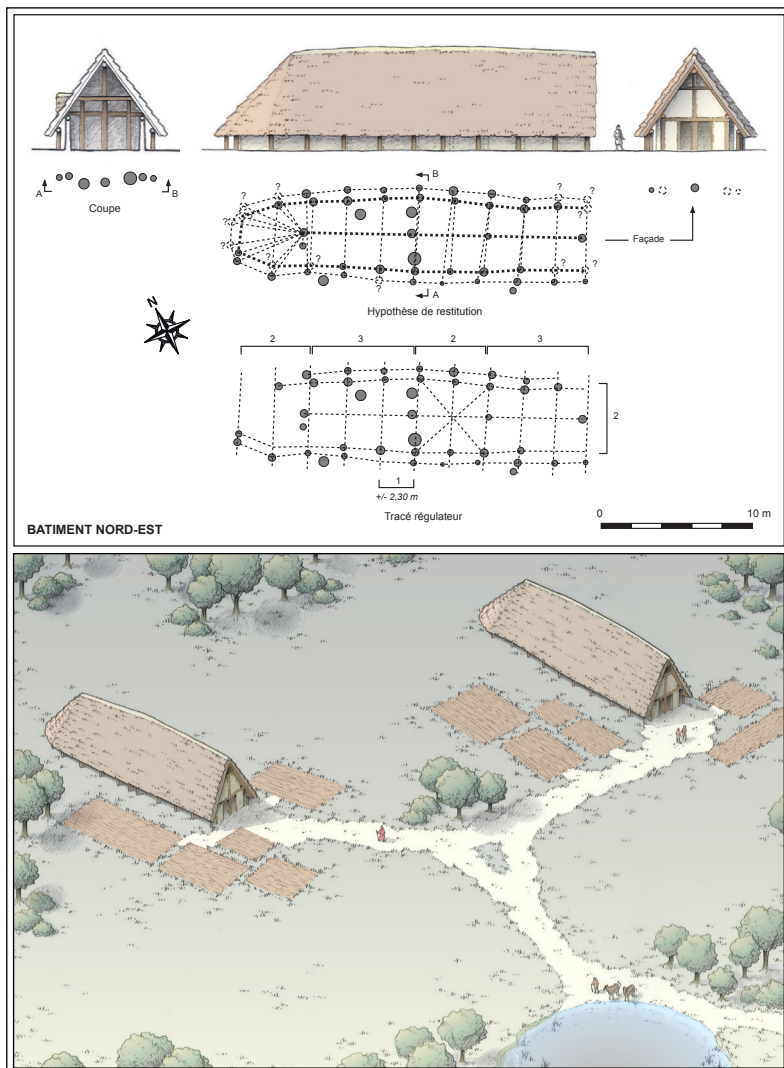 A B
Coupe
B
? ?
?
?
?
? ?
? ?
?
A
Façade
Hypothèse de restitution
N
2 3 2 3
2
1
+/- 2,30 m
Tracé régulateur
0 10 m
BATIMENT NORD-EST